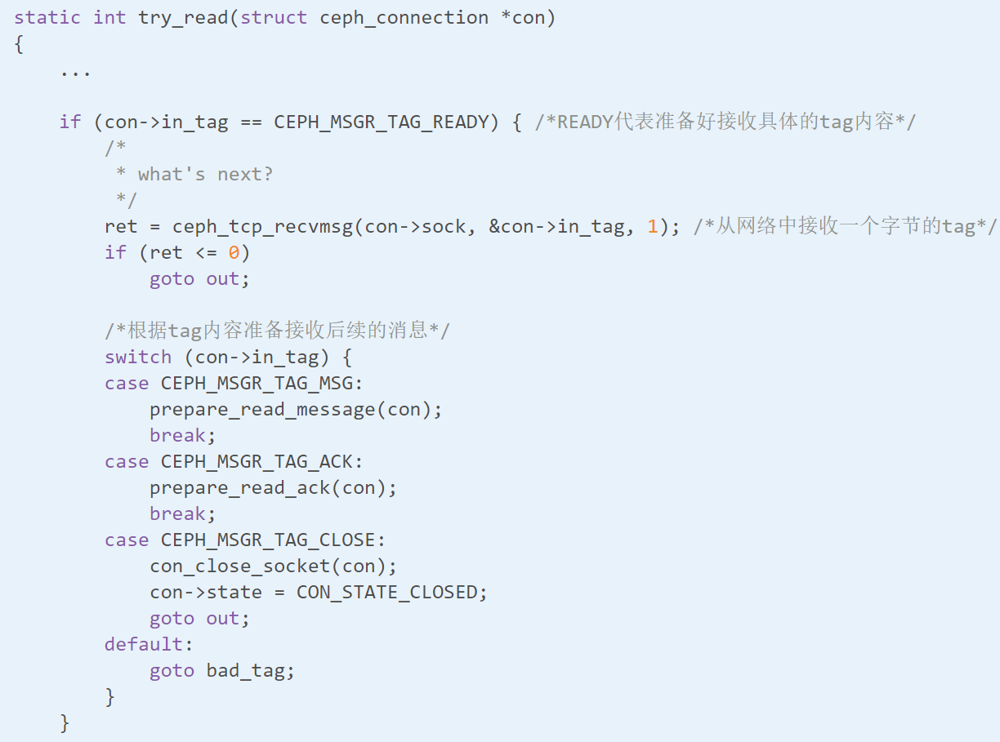 static int try_read(struct ceph_connection *con)
{
    ...

    if (con->in_tag == CEPH_MSGR_TAG_READY) { /*READY代表准备好接收具体的tag内容*/
        /*
         * what's next?
         */
        ret = ceph_tcp_recvmsg(con->sock, &con->in_tag, 1); /*从网络中接收一个字节的tag*/
        if (ret <= 0)
            goto out;

        /*根据tag内容准备接收后续的消息*/
        switch (con->in_tag) {
        case CEPH_MSGR_TAG_MSG:
            prepare_read_message(con);
            break;
        case CEPH_MSGR_TAG_ACK:
            prepare_read_ack(con);
            break;
        case CEPH_MSGR_TAG_CLOSE:
            con_close_socket(con);
            con->state = CON_STATE_CLOSED;
            goto out;
        default:
            goto bad_tag;
        }
    }